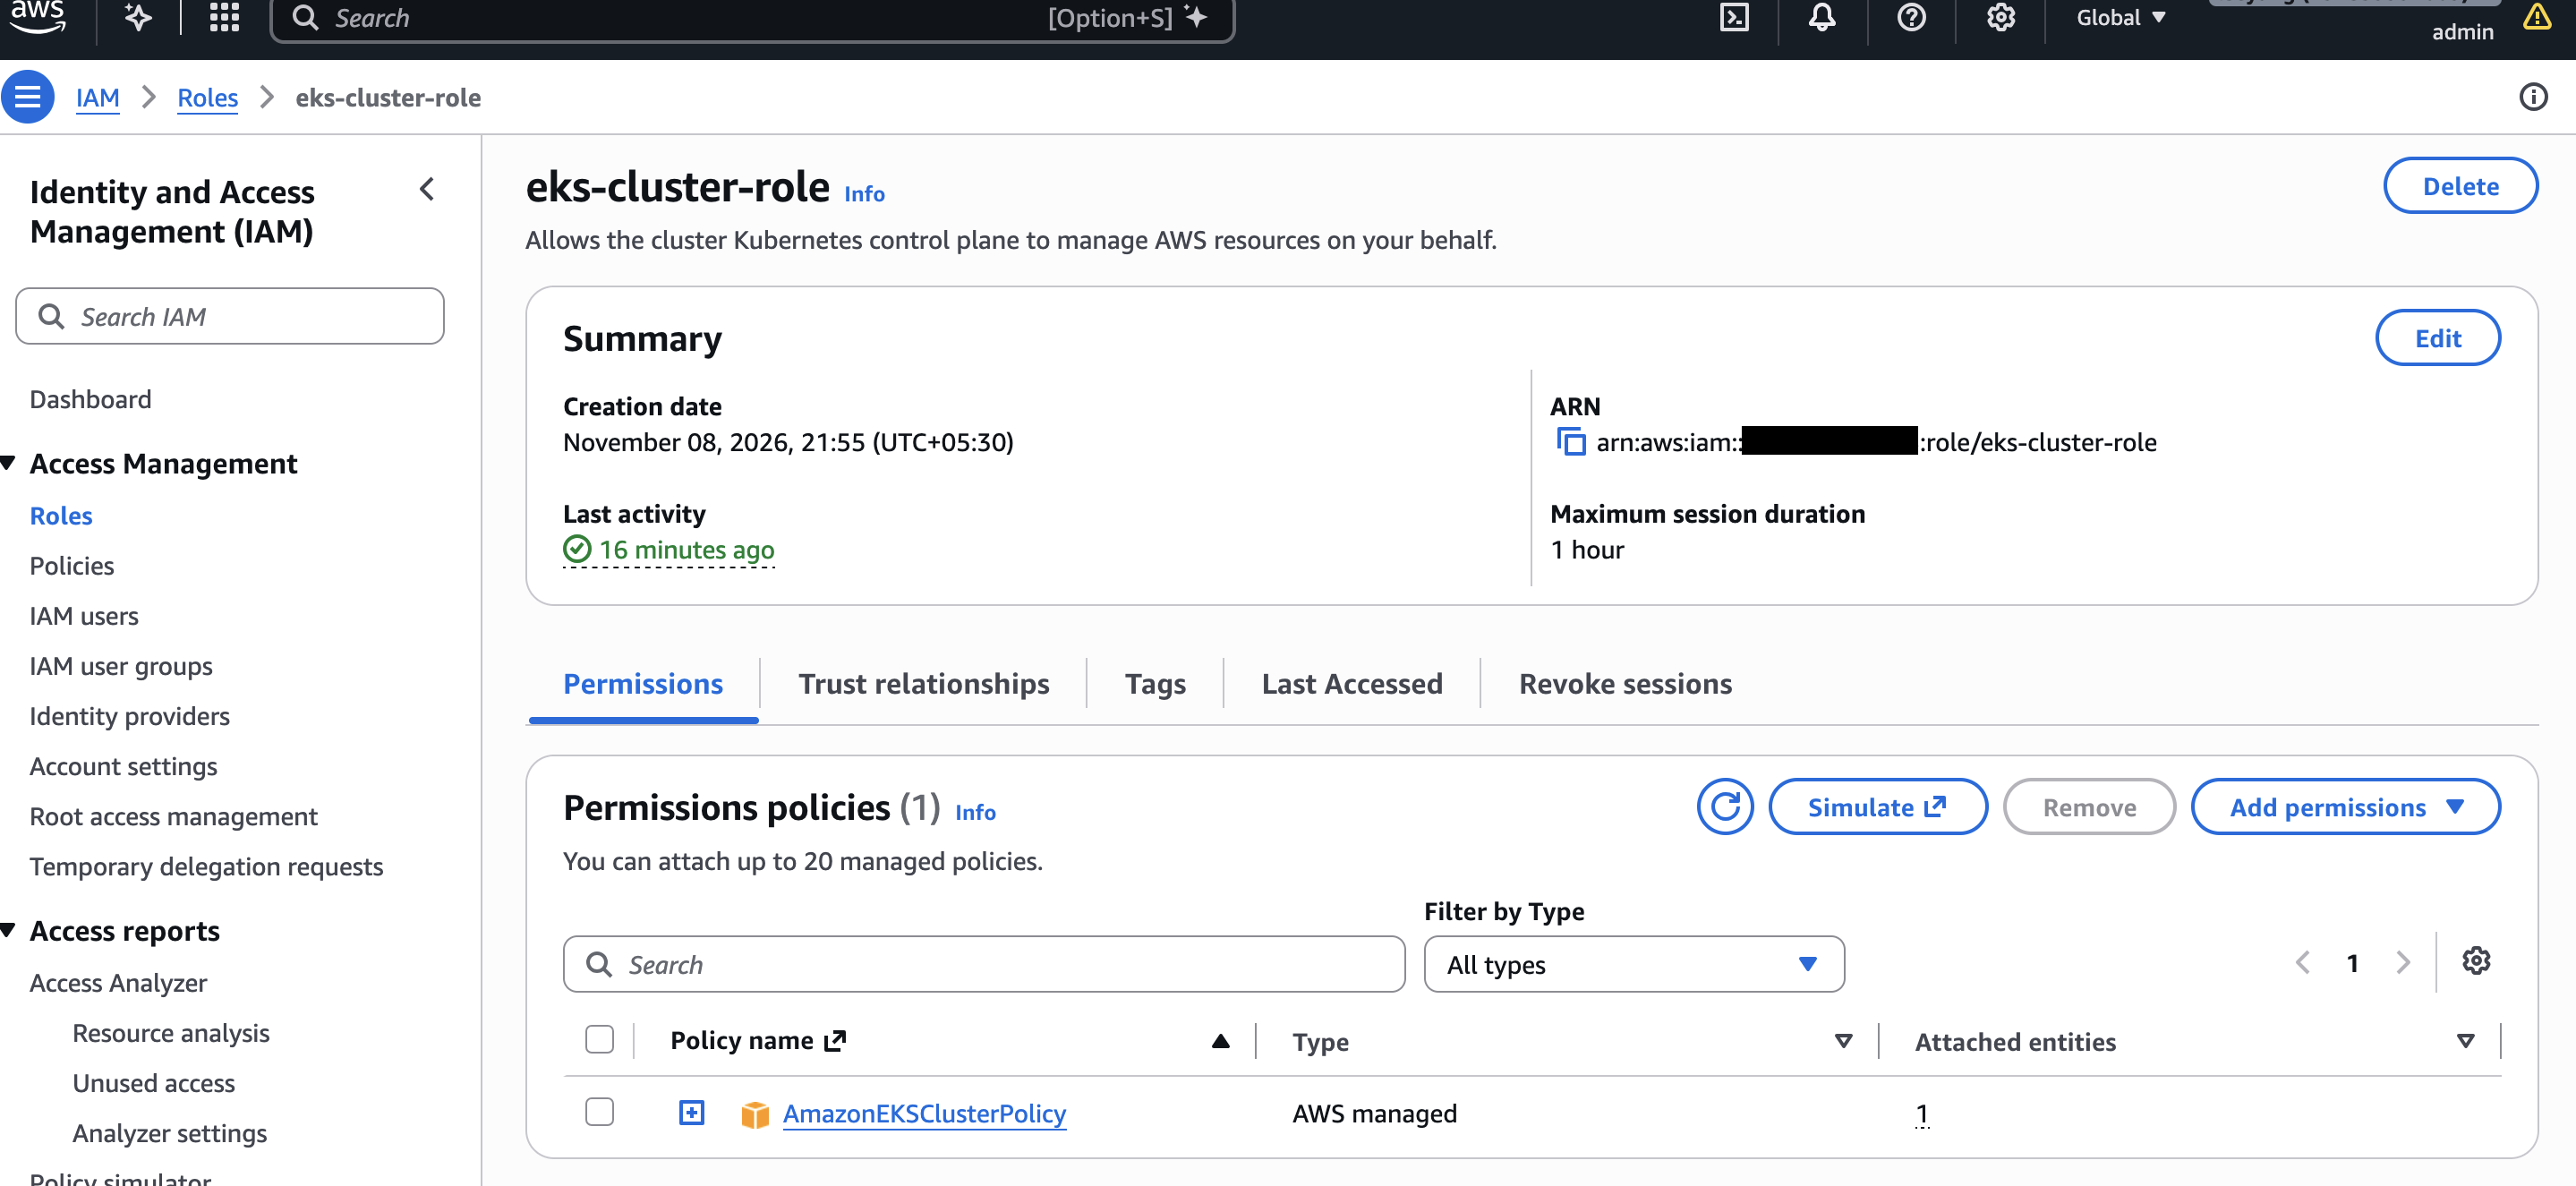 aws
Search
[Option+S]
Global
admin
IAM
Roles
eks-cluster-role
Identity and Access
Management (IAM)
Search IAM
Dashboard
Access Management
Roles
Policies
IAM users
IAM user groups
Identity providers
Account settings
Root access management
Temporary delegation requests
Access reports
Access Analyzer
Resource analysis
Unused access
Analyzer settings
Policy simulator
eks-cluster-role Info
Delete
Allows the cluster Kubernetes control plane to manage AWS resources on your behalf.
Summary
Edit
Creation date
November 08, 2026, 21:55 (UTC+05:30)
ARN
arn:aws:iam:: :role/eks-cluster-role
Last activity
16 minutes ago
Maximum session duration
1 hour
Permissions
Trust relationships
Tags
Last Accessed
Revoke sessions
Permissions policies (1) Info
Simulate
Remove
Add permissions
You can attach up to 20 managed policies.
Filter by Type
Search
All types
1
Policy name
Type
Attached entities
AmazonEKSClusterPolicy
AWS managed
1